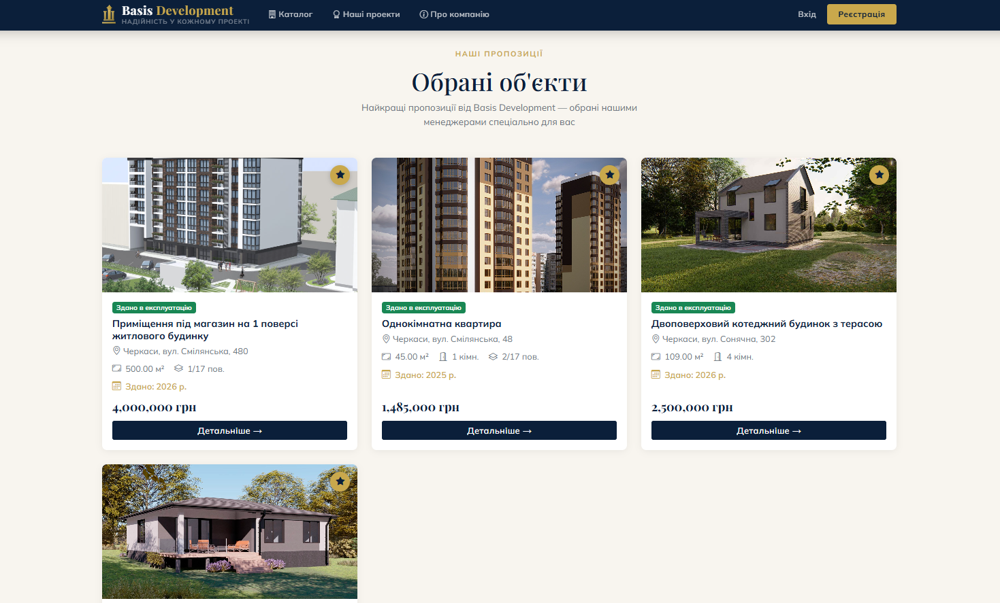 Basis Development
НАДІЙНІСТЬ У КОЖНОМУ ПРОЕКТІ
Каталог
Наші проекти
Про компанію
Вхід
Реєстрація
НАШІ ПРОПОЗИЦІЇ
Обрані об'єкти
Найкращі пропозиції від Basis Development — обрані нашими
менеджерами спеціально для вас
Здано в експлуатацію
Приміщення під магазин на 1 поверсі
житлового будинку
Черкаси, вул. Смілянська, 480
500.00 м² 1/17 пов.
Здано: 2026 р.
4,000,000 грн
Детальніше →
Здано в експлуатацію
Однокімнатна квартира
Черкаси, вул. Смілянська, 48
45.00 м² 1 кімн. 2/17 пов.
Здано: 2025 р.
1,485,000 грн
Детальніше →
Здано в експлуатацію
Двоповерховий котеджний будинок з терасою
Черкаси, вул. Сонячна, 302
109.00 м² 4 кімн.
Здано: 2026 р.
2,500,000 грн
Детальніше →